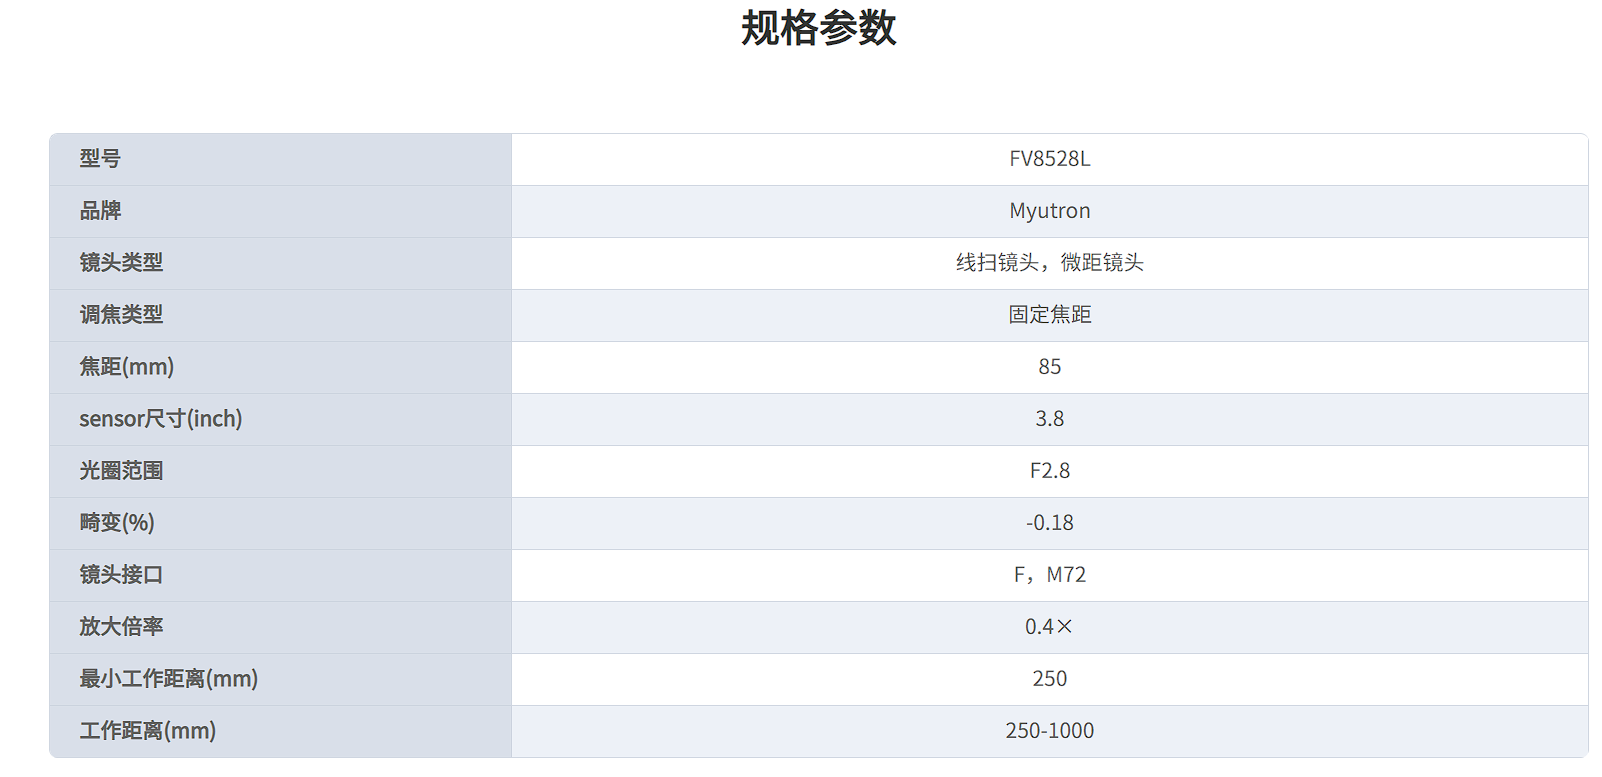 规格参数
型号 FV8528L
品牌 Myutron
镜头类型 线扫镜头，微距镜头
调焦类型 固定焦距
焦距(mm) 85
sensor尺寸(inch) 3.8
光圈范围 F2.8
畸变(%) -0.18
镜头接口 F，M72
放大倍率 0.4×
最小工作距离(mm) 250
工作距离(mm) 250-1000